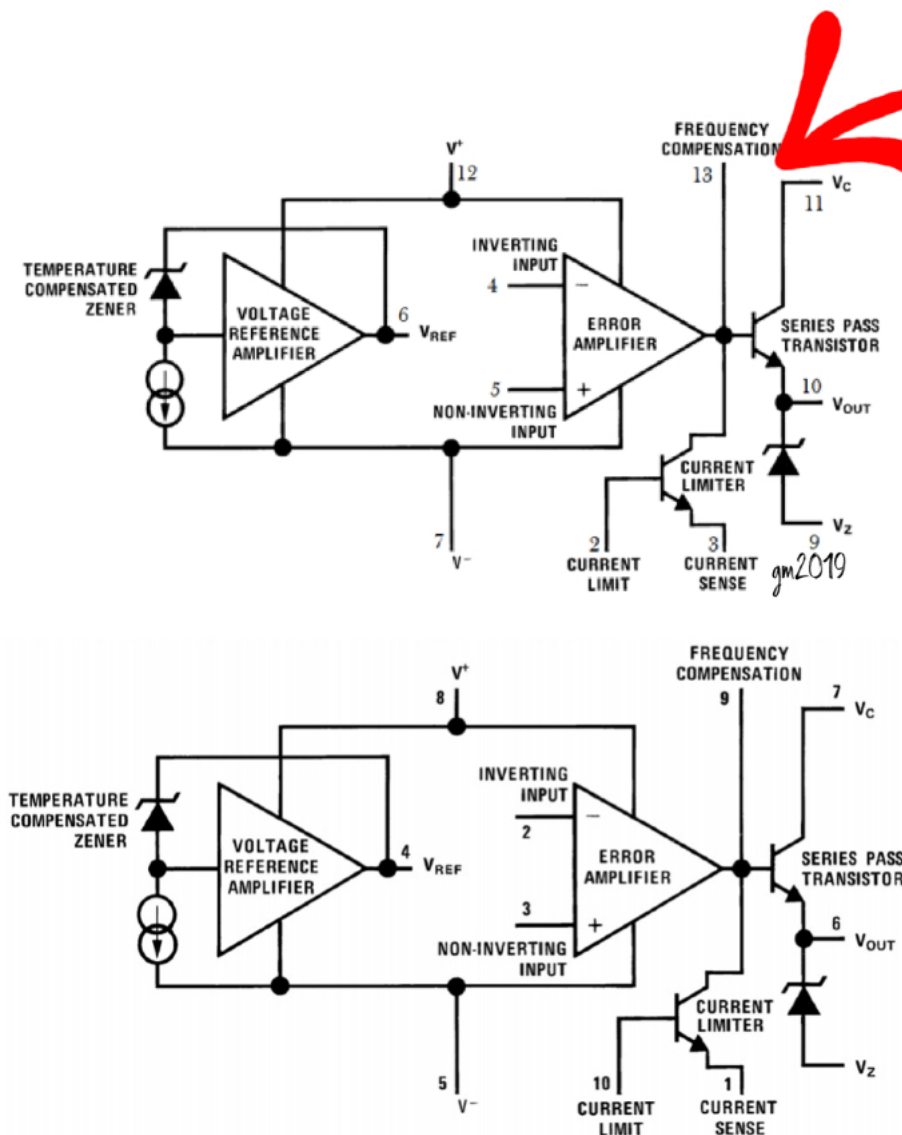 FREQUENCY
COMPENSATION
13
V+
12
VC
11
INVERTING
INPUT
4
−
TEMPERATURE
COMPENSATED
ZENER
VOLTAGE
REFERENCE
AMPLIFIER
6
VREF
ERROR
AMPLIFIER
SERIES PASS
TRANSISTOR
5
+
NON-INVERTING
INPUT
10
VOUT
CURRENT
LIMITER
7
V−
2
CURRENT
LIMIT
3
CURRENT
SENSE
VZ
9
gm2019
FREQUENCY
COMPENSATION
9
V+
8
7
VC
INVERTING
INPUT
2
−
TEMPERATURE
COMPENSATED
ZENER
VOLTAGE
REFERENCE
AMPLIFIER
4
VREF
ERROR
AMPLIFIER
SERIES PASS
TRANSISTOR
3
+
NON-INVERTING
INPUT
6
VOUT
CURRENT
LIMITER
5
V−
10
CURRENT
LIMIT
1
CURRENT
SENSE
VZ